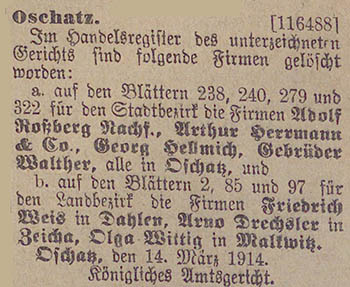 Oschatz. [116488]
Im Handelsregister des unterzeichneten
Gerichts sind folgende Firmen gelöscht
worden:
a. auf den Blättern 238, 240, 279 und
322 für den Stadtbezirk die Firmen Adolf
Roßberg Nachf., Arthur Herrmann
& Co., Georg Hellmich, Gebrüder
Walther, alle in Oschatz, und
b. auf den Blättern 2, 85 und 97 für
den Landbezirk die Firmen Friedrich
Weis in Dahlen, Arno Drechsler in
Zeicha, Olga Wittig in Malkwitz.
Oschatz, den 14. März 1914.
Königliches Amtsgericht.